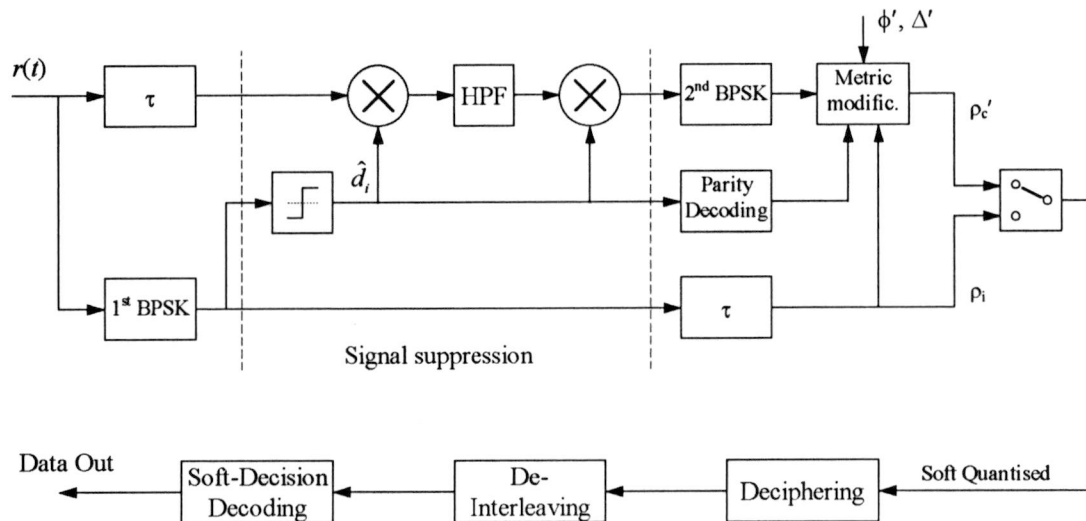 ϕ′, Δ′
r(t)
τ
HPF
2nd BPSK
Metric
modific.
ρc′
d̂i
Parity
Decoding
1st BPSK
τ
ρi
Signal suppression
Data Out
Soft-Decision
Decoding
De-
Interleaving
Deciphering
Soft Quantised